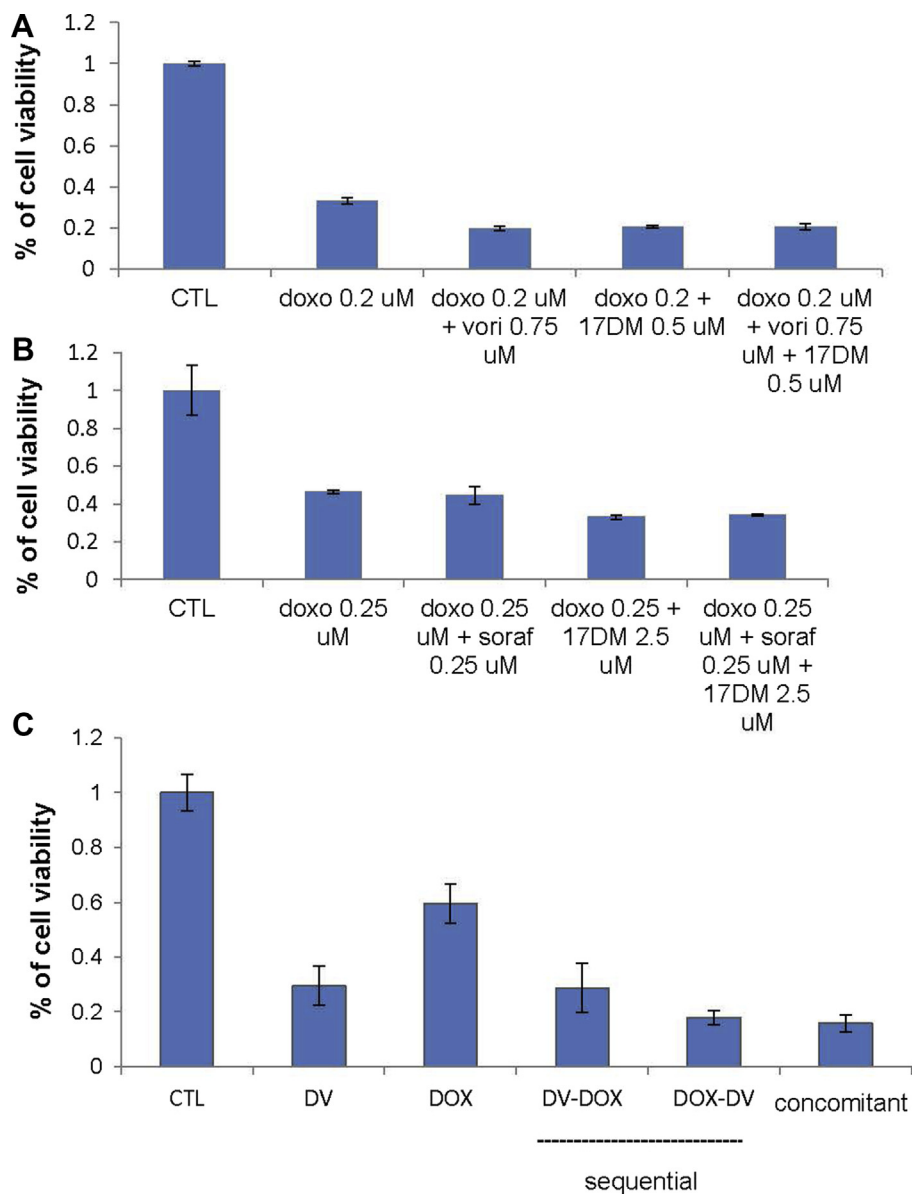 A
1.2
1
0.8
0.6
0.4
0.2
0
% of cell viability
CTL
doxo 0.2 uM
doxo 0.2 uM
+ vori 0.75
uM
doxo 0.2 +
17DM 0.5 uM
doxo 0.2 uM
+ vori 0.75
uM + 17DM
0.5 uM
B
1.2
1
0.8
0.6
0.4
0.2
0
% of cell viability
CTL
doxo 0.25
uM
doxo 0.25
uM + soraf
0.25 uM
doxo 0.25 +
17DM 2.5
uM
doxo 0.25
uM + soraf
0.25 uM +
17DM 2.5
uM
C
1.2
1
0.8
0.6
0.4
0.2
0
% of cell viability
CTL
DV
DOX
DV-DOX
DOX-DV
concomitant
sequential